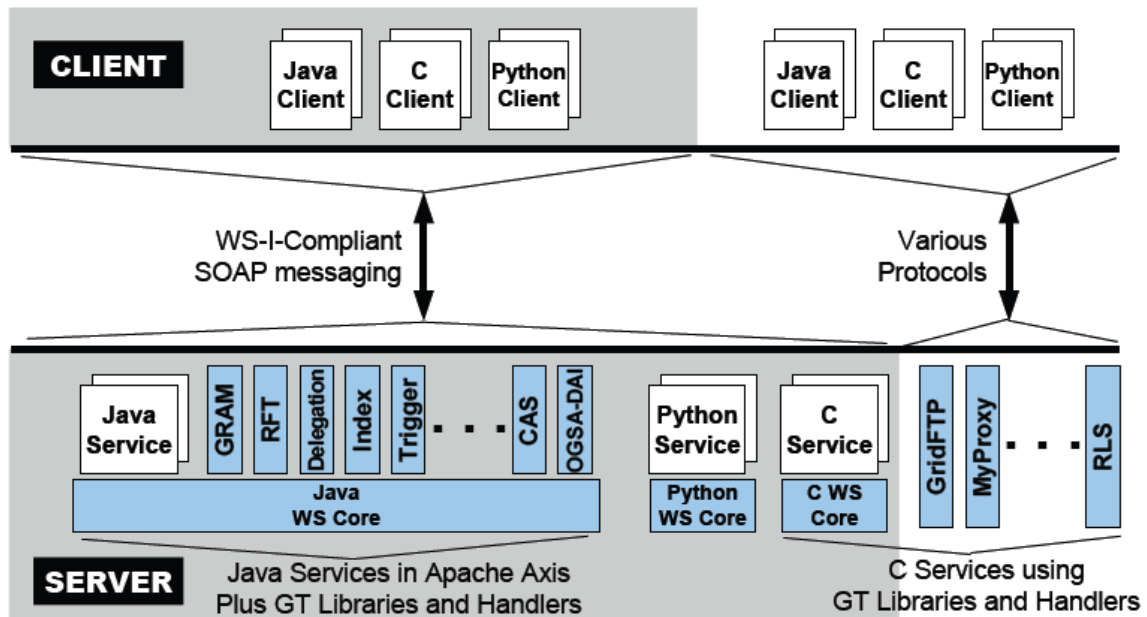 CLIENT
Java
Client
C
Client
Python
Client
Java
Client
C
Client
Python
Client
WS-I-Compliant
SOAP messaging
Various
Protocols
Java
Service
GRAM
RFT
Delegation
Index
Trigger
. . . .
CAS
OGSA-DAI
Python
Service
C
Service
GridFTP
MyProxy
. . . .
RLS
Java
WS Core
Python
WS Core
C WS
Core
SERVER
Java Services in Apache Axis
Plus GT Libraries and Handlers
C Services using
GT Libraries and Handlers